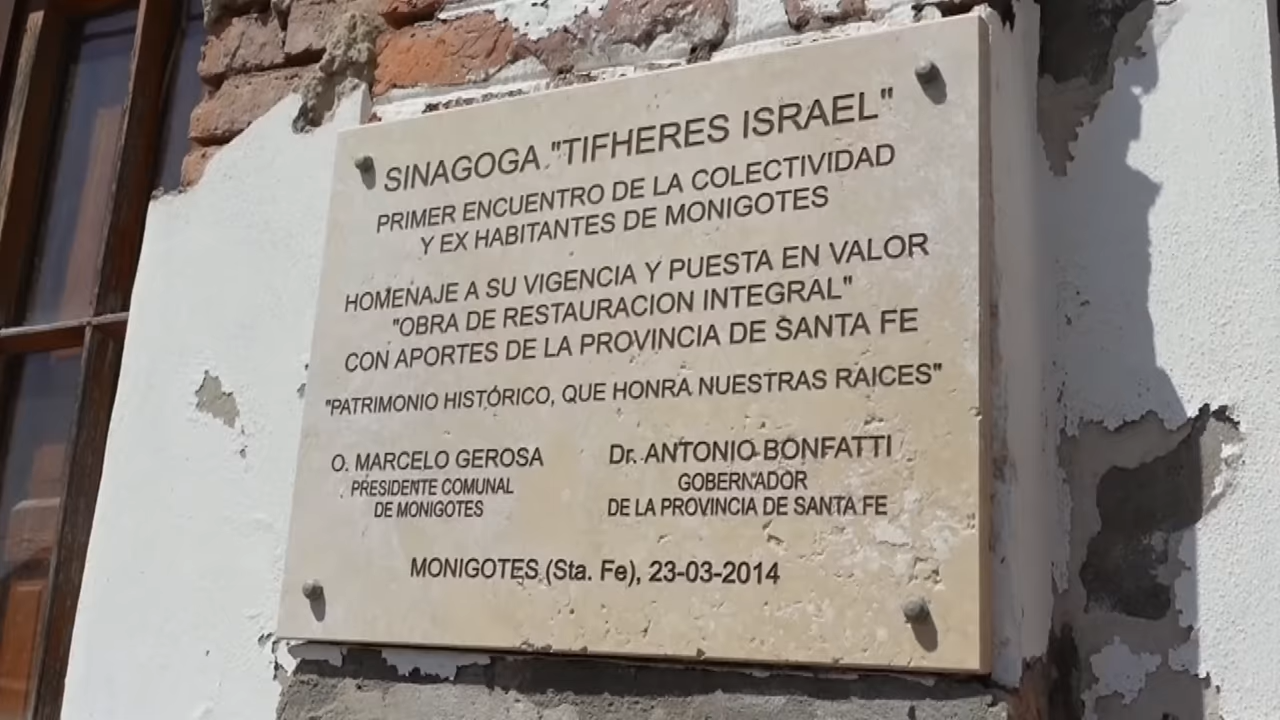 SINAGOGA "TIFHERES ISRAEL"
PRIMER ENCUENTRO DE LA COLECTIVIDAD
Y EX HABITANTES DE MONIGOTES
HOMENAJE A SU VIGENCIA Y PUESTA EN VALOR
"OBRA DE RESTAURACION INTEGRAL"
CON APORTES DE LA PROVINCIA DE SANTA FE
"PATRIMONIO HISTÓRICO, QUE HONRA NUESTRAS RAICES"
O. MARCELO GEROSA
PRESIDENTE COMUNAL
DE MONIGOTES
Dr. ANTONIO BONFATTI
GOBERNADOR
DE LA PROVINCIA DE SANTA FE
MONIGOTES (Sta. Fe), 23-03-2014